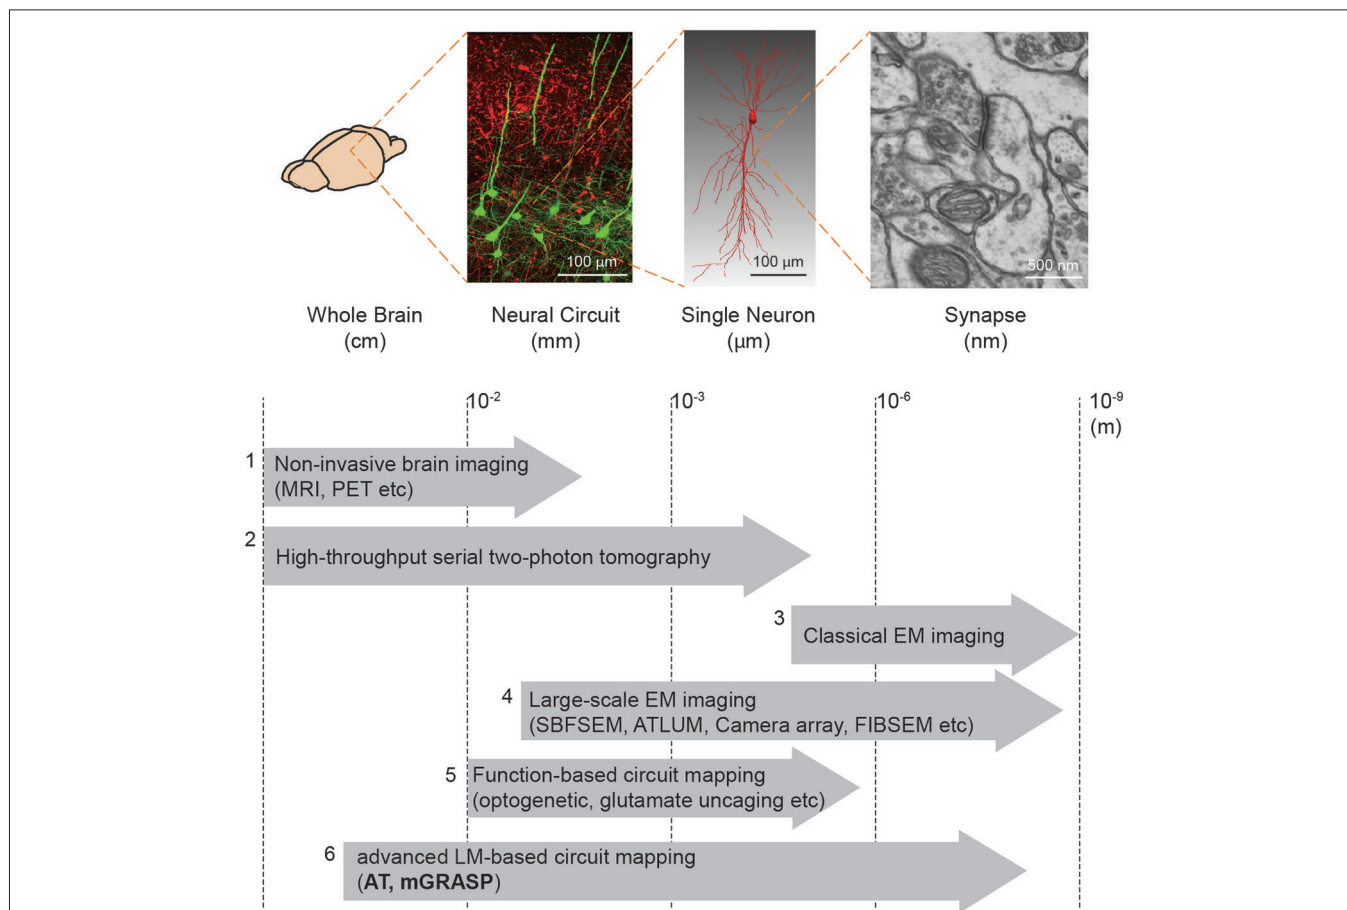 100 µm
100 µm
500 nm
Whole Brain
(cm)
Neural Circuit
(mm)
Single Neuron
(µm)
Synapse
(nm)
10-2
10-3
10-6
10-9
(m)
1
Non-invasive brain imaging
(MRI, PET etc)
2
High-throughput serial two-photon tomography
3
Classical EM imaging
4
Large-scale EM imaging
(SBFSEM, ATLUM, Camera array, FIBSEM etc)
5
Function-based circuit mapping
(optogenetic, glutamate uncaging etc)
6
advanced LM-based circuit mapping
(AT, mGRASP)